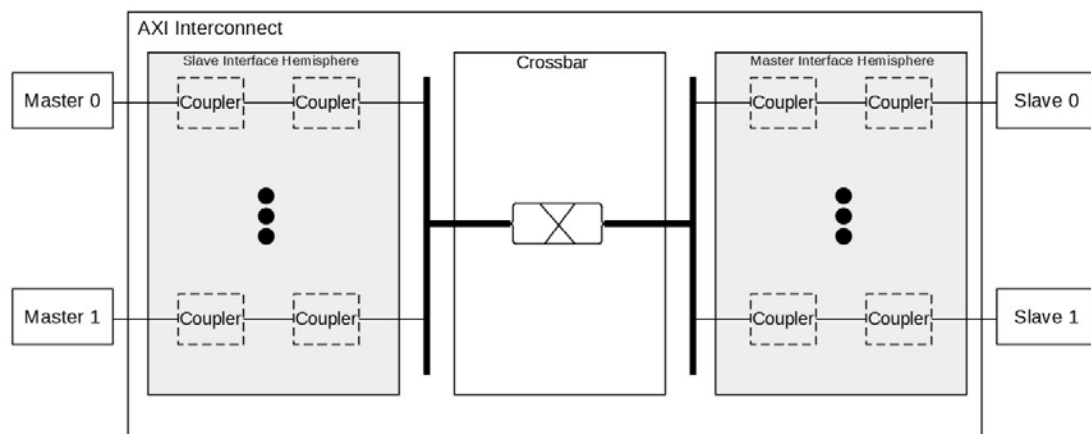 AXI Interconnect
Slave Interface Hemisphere
Crossbar
Master Interface Hemisphere
Master 0
Coupler
Coupler
Coupler
Coupler
Slave 0
Master 1
Coupler
Coupler
Coupler
Coupler
Slave 1